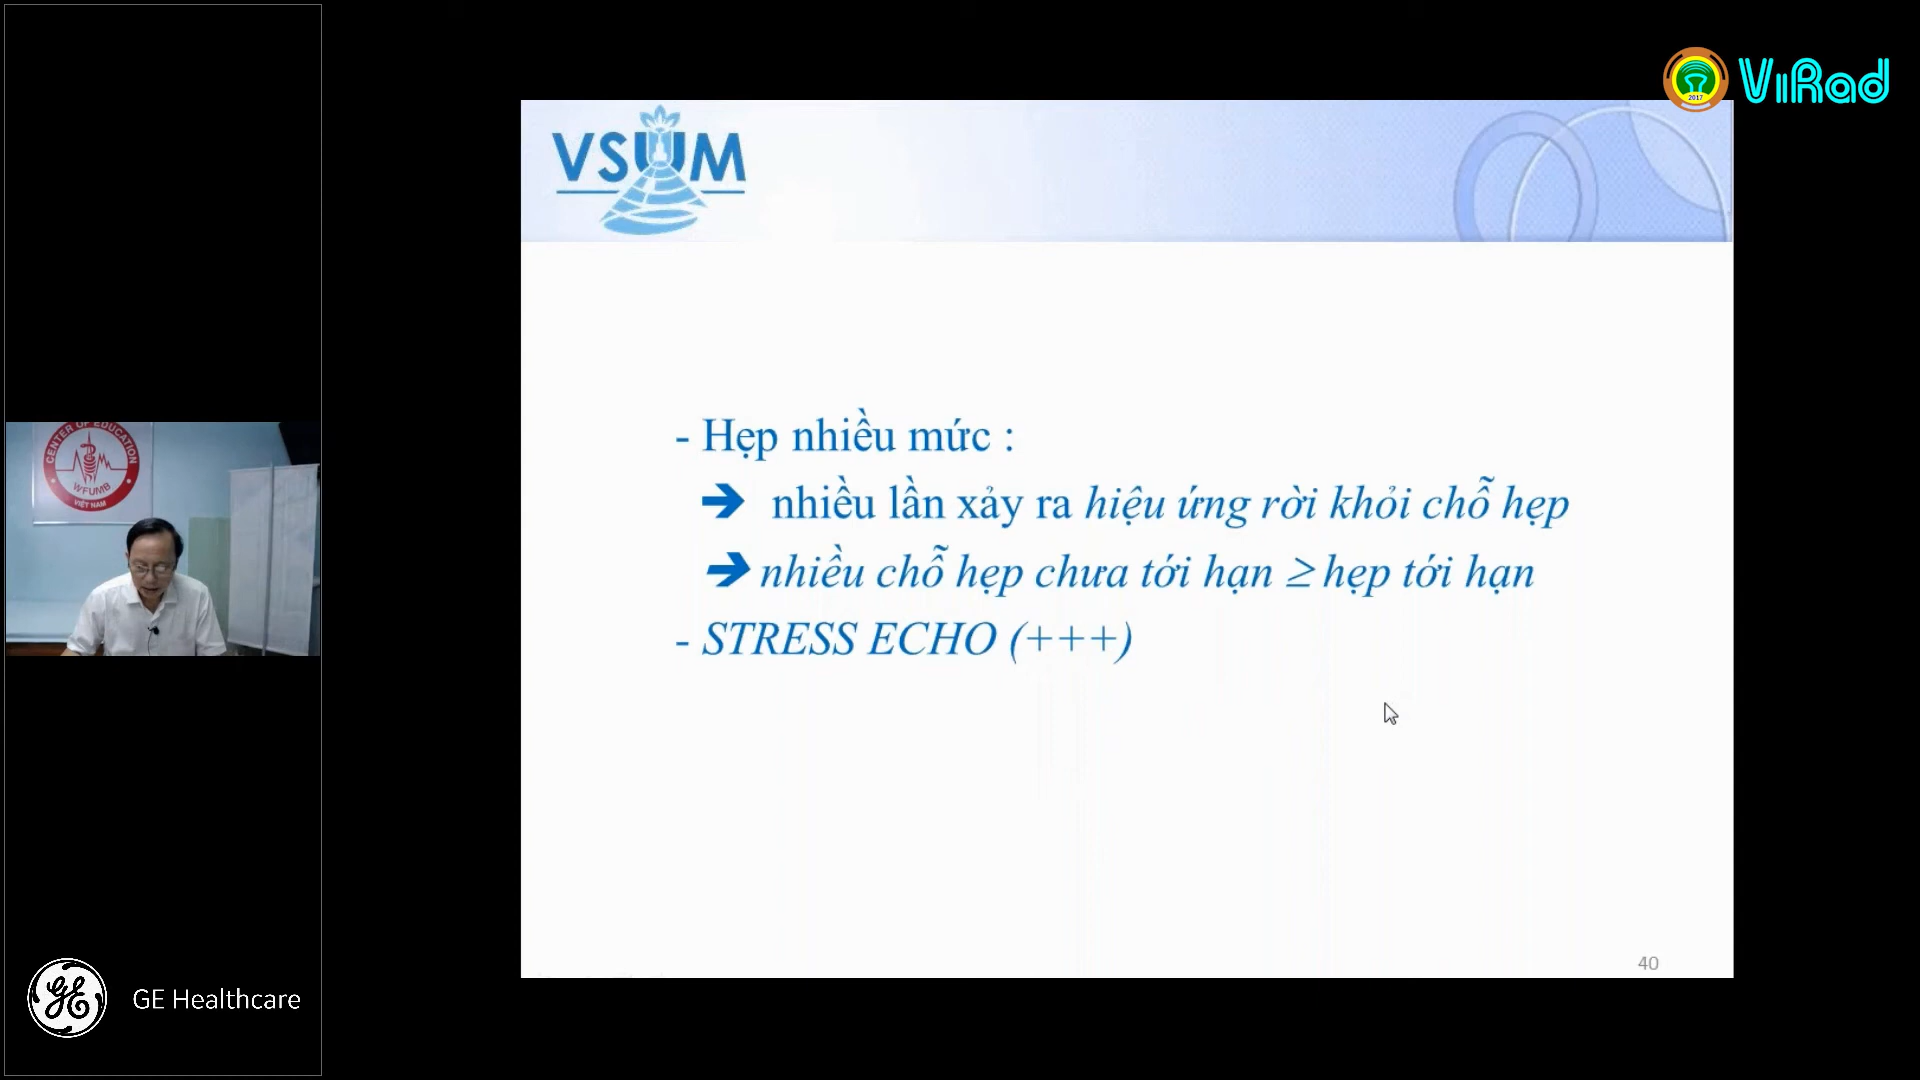 ViRad
2017
VSUM
- Hẹp nhiều mức :
➔ nhiều lần xảy ra hiệu ứng rời khỏi chỗ hẹp
➔ nhiều chỗ hẹp chưa tới hạn ≥ hẹp tới hạn
- STRESS ECHO (+++)
40
CENTER OF EDUCATION
WFUMB
VIỆT NAM
GE Healthcare